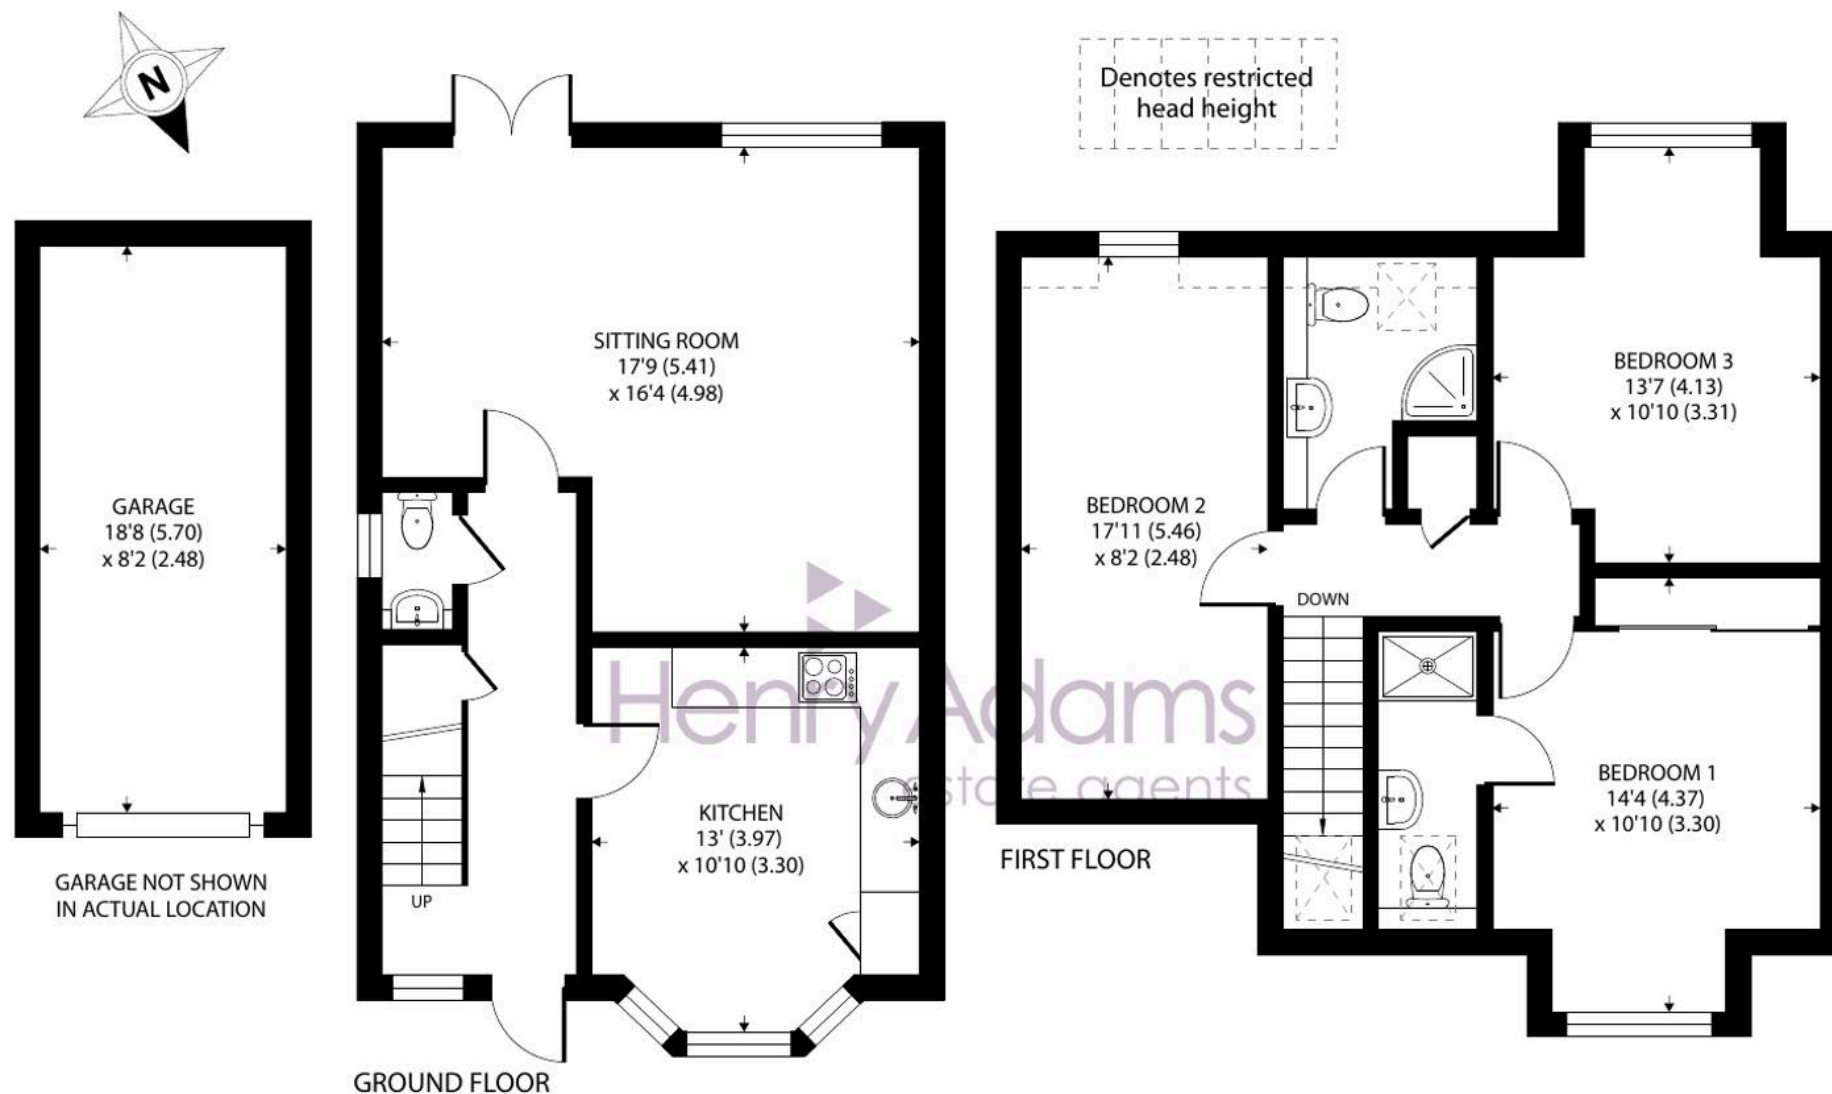 N
Denotes restricted
head height
SITTING ROOM
17'9 (5.41)
x 16'4 (4.98)
GARAGE
18'8 (5.70)
x 8'2 (2.48)
GARAGE NOT SHOWN
IN ACTUAL LOCATION
UP
KITCHEN
13' (3.97)
x 10'10 (3.30)
GROUND FLOOR
BEDROOM 2
17'11 (5.46)
x 8'2 (2.48)
DOWN
BEDROOM 3
13'7 (4.13)
x 10'10 (3.31)
BEDROOM 1
14'4 (4.37)
x 10'10 (3.30)
FIRST FLOOR
Henry Adams
estate agents